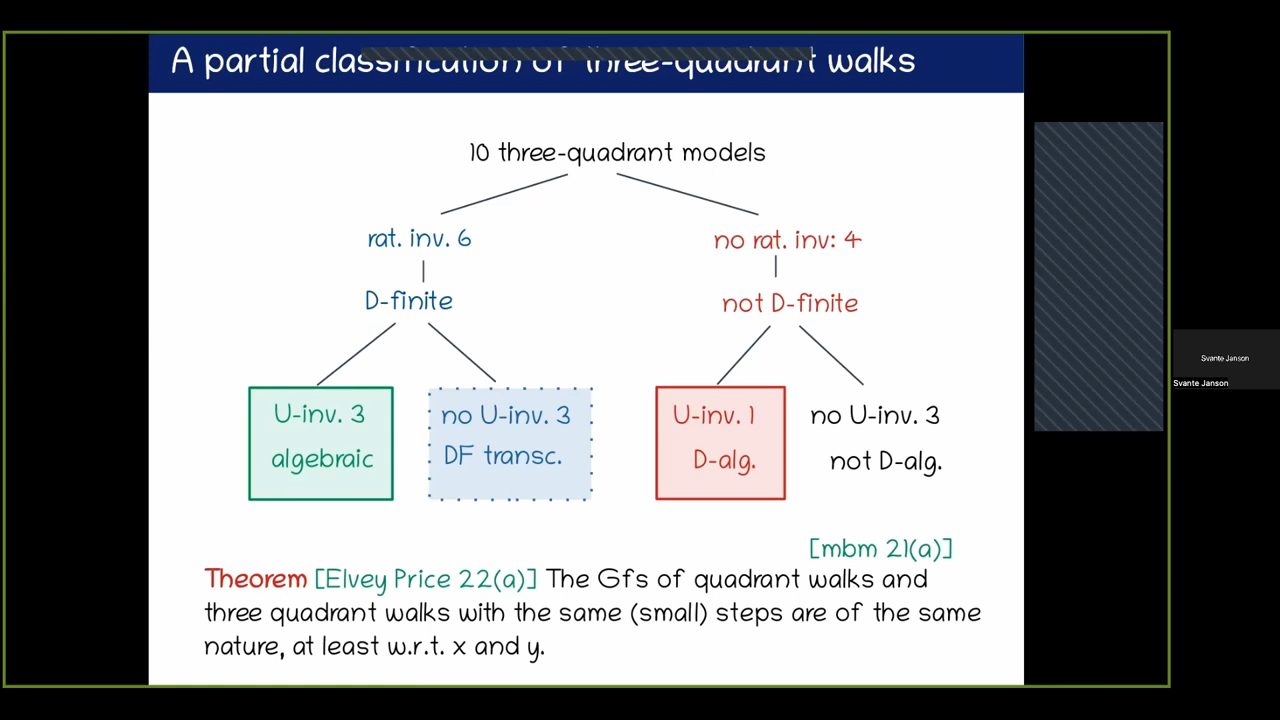 A partial classification of three-quadrant walks
10 three-quadrant models
rat. inv. 6
no rat. inv: 4
D-finite
not D-finite
U-inv. 3
no U-inv. 3
U-inv. 1
no U-inv. 3
algebraic
DF transc.
D-alg.
not D-alg.
[mbm 21(a)]
Theorem [Elvey Price 22(a)] The Gfs of quadrant walks and
three quadrant walks with the same (small) steps are of the same
nature, at least w.r.t. x and y.
Svante Janson
Svante Janson